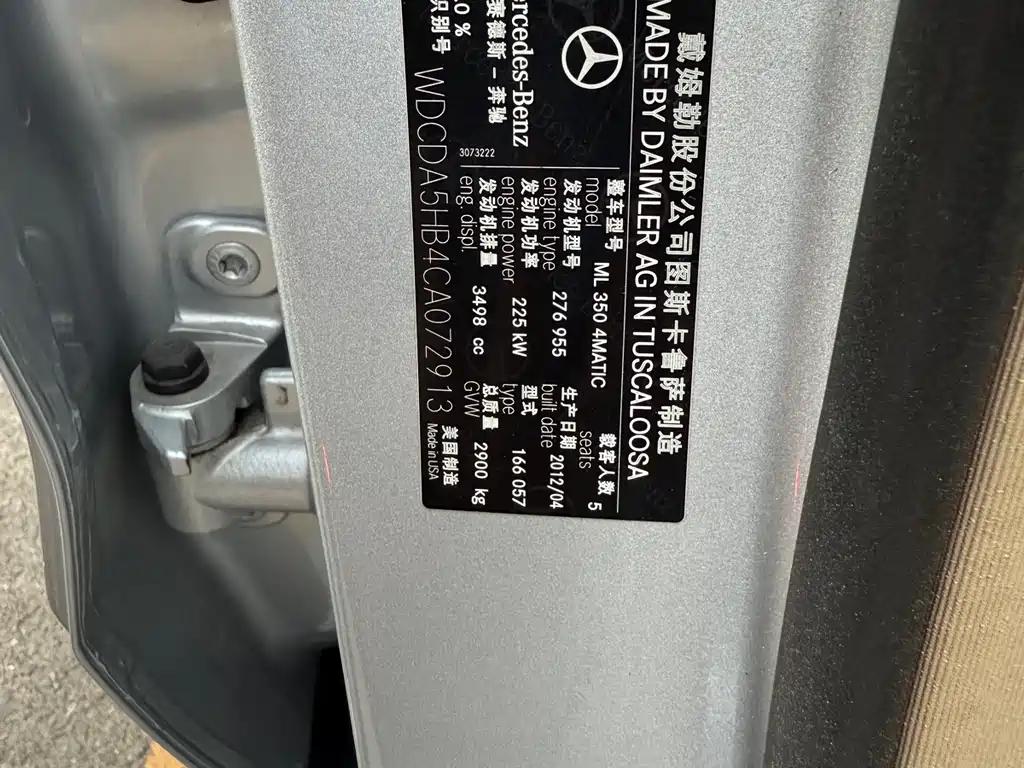 戴姆勒股份公司图斯卡鲁萨制造
MADE BY DAIMLER AG IN TUSCALOOSA
Mercedes-Benz
整车型号 ML 350 4MATIC 载客人数 5
model seats
发动机型号 276 955 生产日期 2012/04
engine type built date
发动机功率 225 kW 型式 166 057
engine power type
发动机排量 3498 cc 总质量 2900 kg
eng. displ. GVW
德斯－奔驰
3073222
识别号 WDCDA5HB4CA072913 美国制造
Made in USA